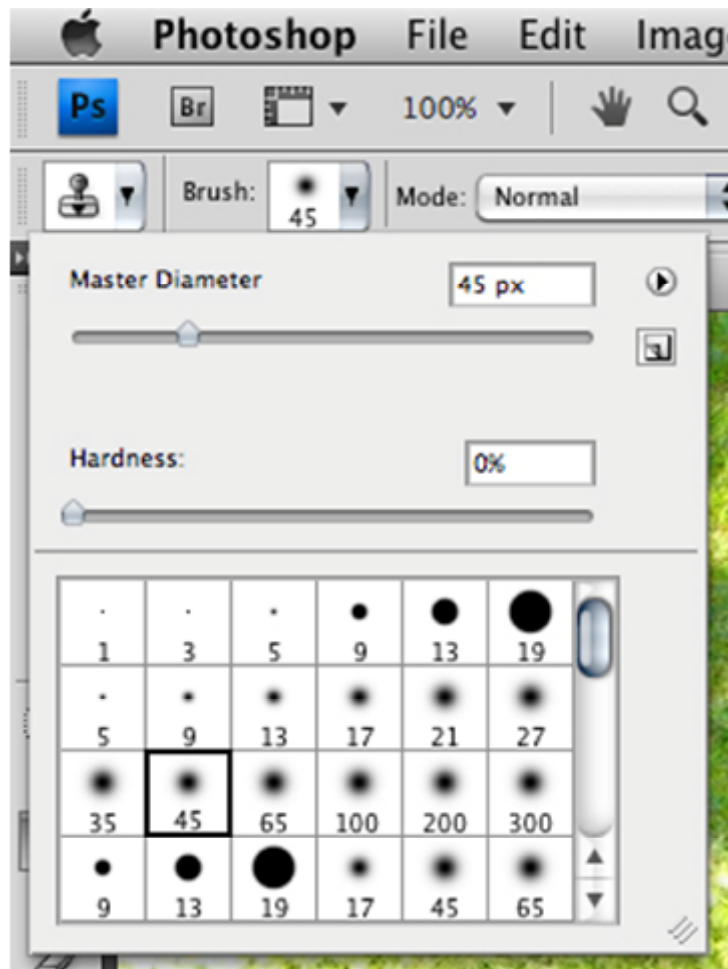 Photoshop File Edit Imag
Ps Br 100%
Brush: 45 Mode: Normal
Master Diameter 45 px
Hardness: 0%
1 3 5 9 13 19
5 9 13 17 21 27
35 45 65 100 200 300
9 13 19 17 45 65